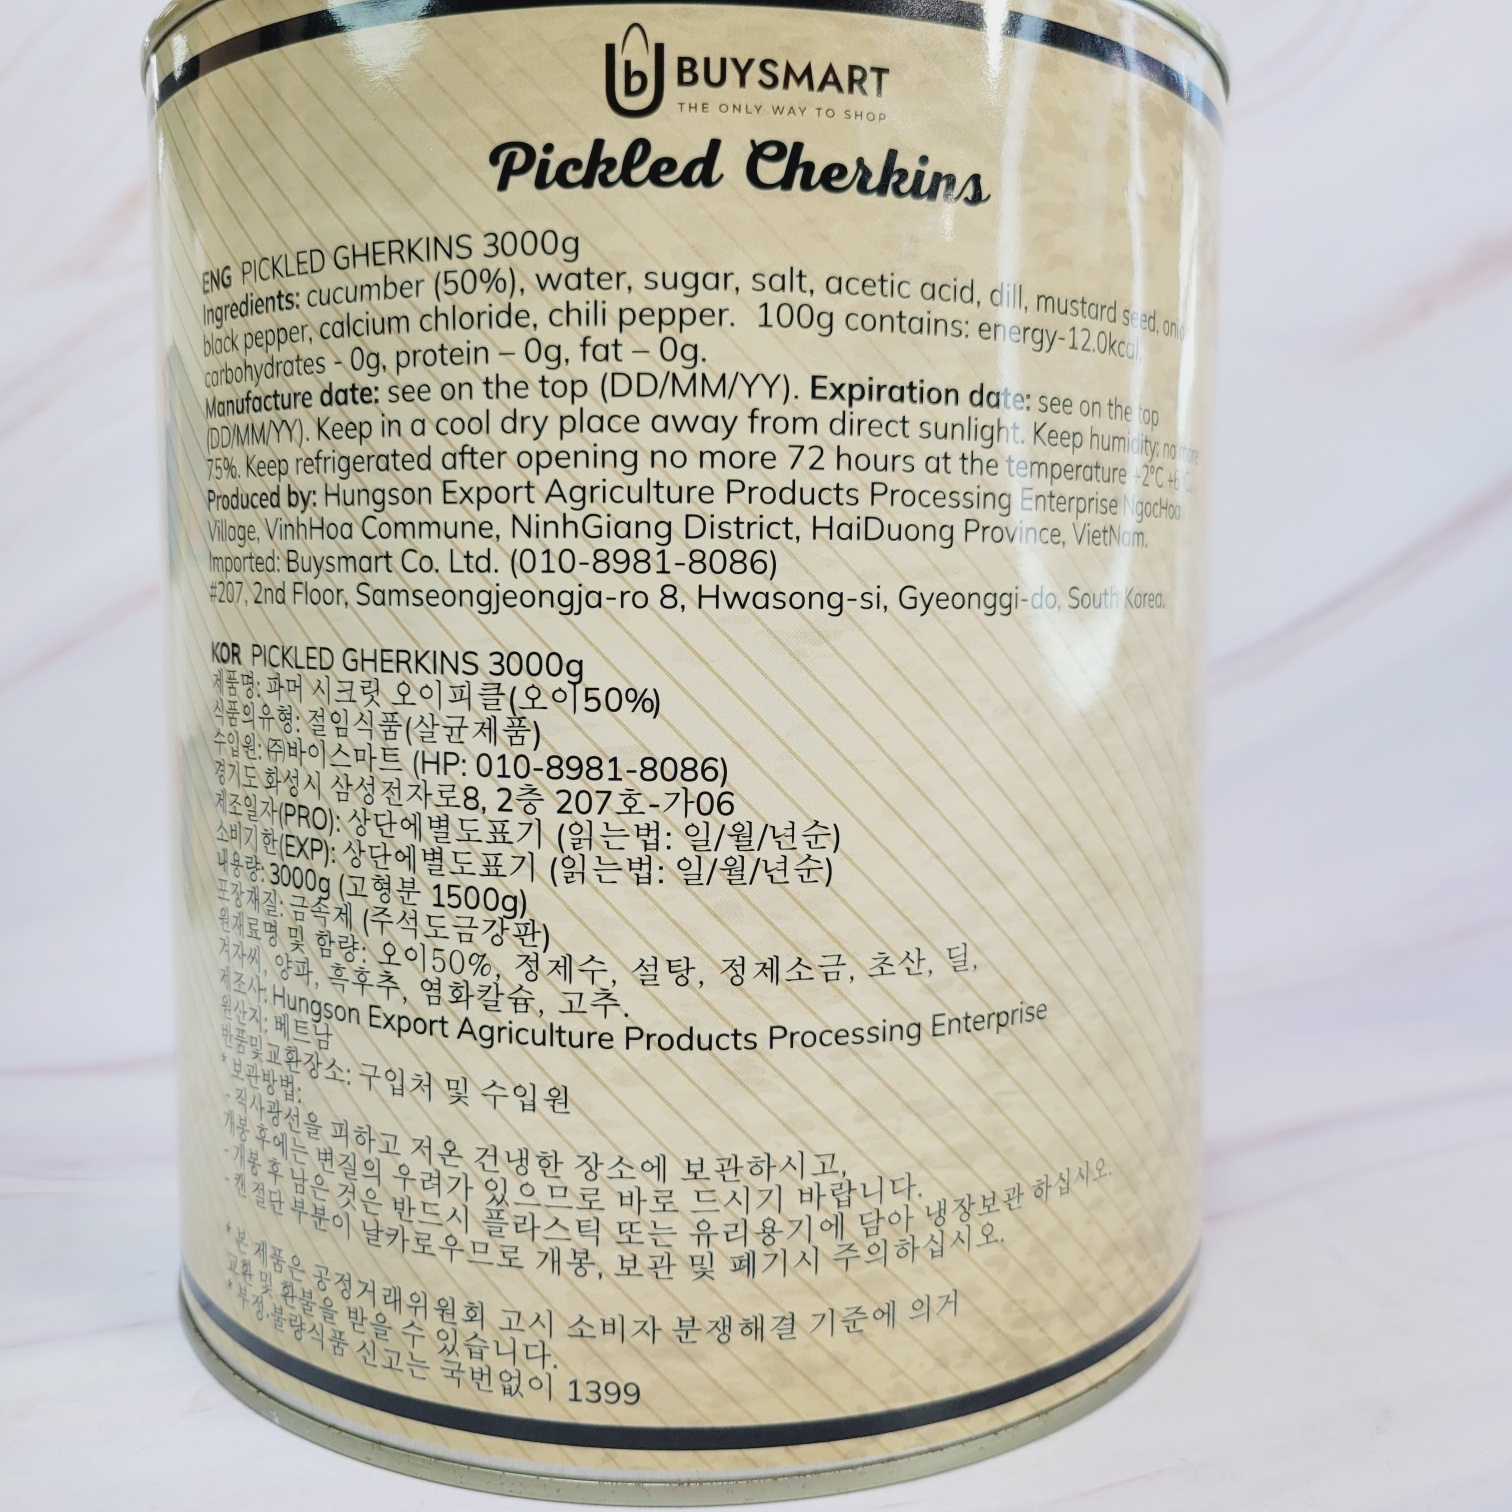 b BUYSMART
THE ONLY WAY TO SHOP
Pickled Cherkins
ENG PICKLED GHERKINS 3000g
Ingredients: cucumber (50%), water, sugar, salt, acetic acid, dill, mustard seed,
black pepper, calcium chloride, chili pepper. 100g contains: energy-12.0kcal,
carbohydrates - 0g, protein – 0g, fat – 0g.
Manufacture date: see on the top (DD/MM/YY). Expiration date: see on the top
(DD/MM/YY). Keep in a cool dry place away from direct sunlight. Keep humidity: no more
75%. Keep refrigerated after opening no more 72 hours at the temperature +2°C
Produced by: Hungson Export Agriculture Products Processing Enterprise NgocHoa
Village, VinhHoa Commune, NinhGiang District, HaiDuong Province, VietNam.
Imported: Buysmart Co. Ltd. (010-8981-8086)
#207, 2nd Floor, Samseongjeongja-ro 8, Hwasong-si, Gyeonggi-do, South Korea.
KOR PICKLED GHERKINS 3000g
제품명: 파머 시크릿 오이피클(오이50%)
식품의유형: 절임식품(살균제품)
수입원: ㈜바이스마트 (HP: 010-8981-8086)
경기도 화성시 삼성전자로8, 2층 207호-가06
제조일자(PRO): 상단에별도표기 (읽는법: 일/월/년순)
소비기한(EXP): 상단에별도표기 (읽는법: 일/월/년순)
내용량: 3000g (고형분 1500g)
포장재질: 금속제 (주석도금강판)
원재료명 및 함량: 오이50%, 정제수, 설탕, 정제소금, 초산, 딜,
겨자씨, 양파, 흑후추, 염화칼슘, 고추.
제조사: Hungson Export Agriculture Products Processing Enterprise
원산지: 베트남
반품및교환장소: 구입처 및 수입원
*보관방법:
- 직사광선을 피하고 저온 건냉한 장소에 보관하시고,
개봉 후에는 변질의 우려가 있으므로 바로 드시기 바랍니다.
- 개봉 후 남은 것은 반드시 플라스틱 또는 유리용기에 담아 냉장보관 하십시오.
- 캔 절단 부분이 날카로우므로 개봉, 보관 및 폐기시 주의하십시오.
*본 제품은 공정거래위원회 고시 소비자 분쟁해결 기준에 의거
교환 및 환불을 받을 수 있습니다.
*부정·불량식품 신고는 국번없이 1399